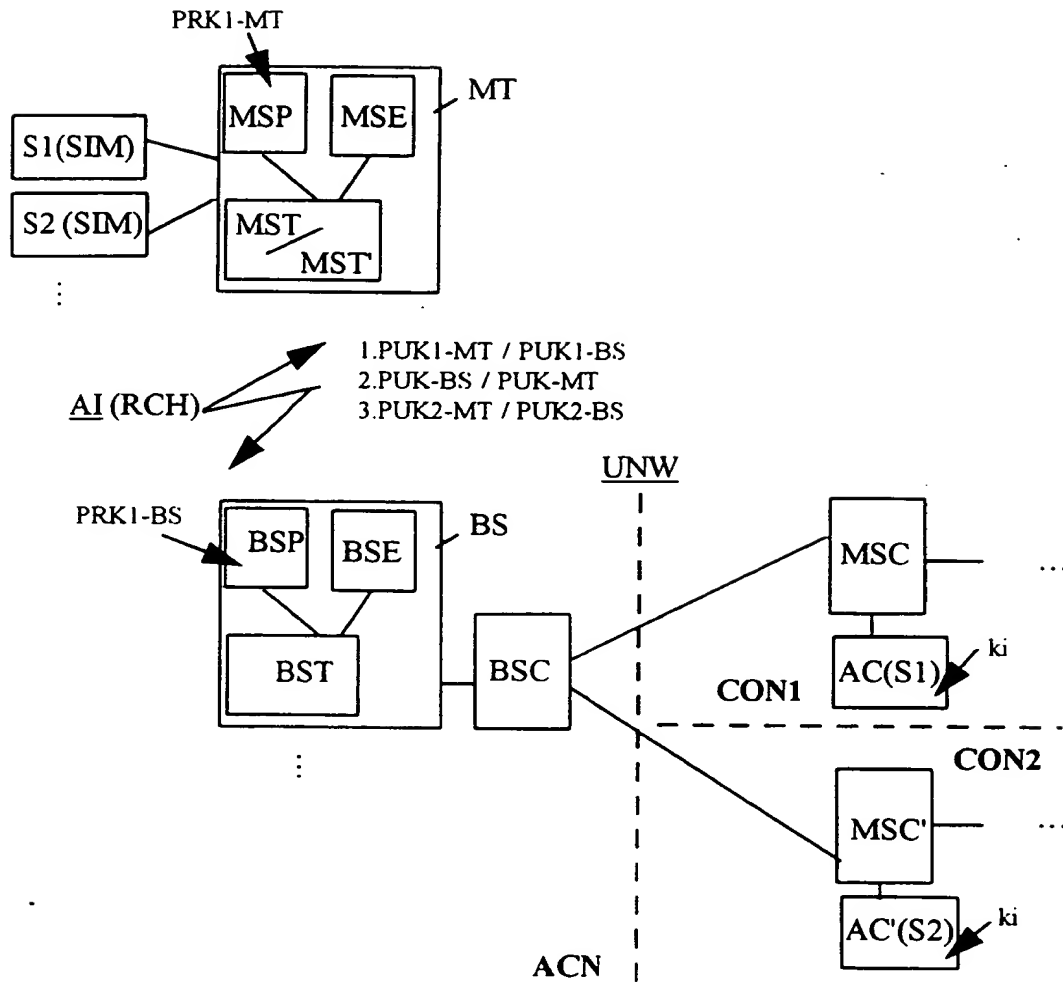 PRK1-MT
MT
MSP
MSE
S1(SIM)
S2 (SIM)
MST
MST'
⋮
1.PUK1-MT / PUK1-BS
2.PUK-BS / PUK-MT
3.PUK2-MT / PUK2-BS
AI (RCH)
UNW
PRK1-BS
BS
BSP
BSE
MSC
...
BST
BSC
AC(S1)
ki
CON1
⋮
CON2
MSC'
...
AC'(S2)
ki
ACN